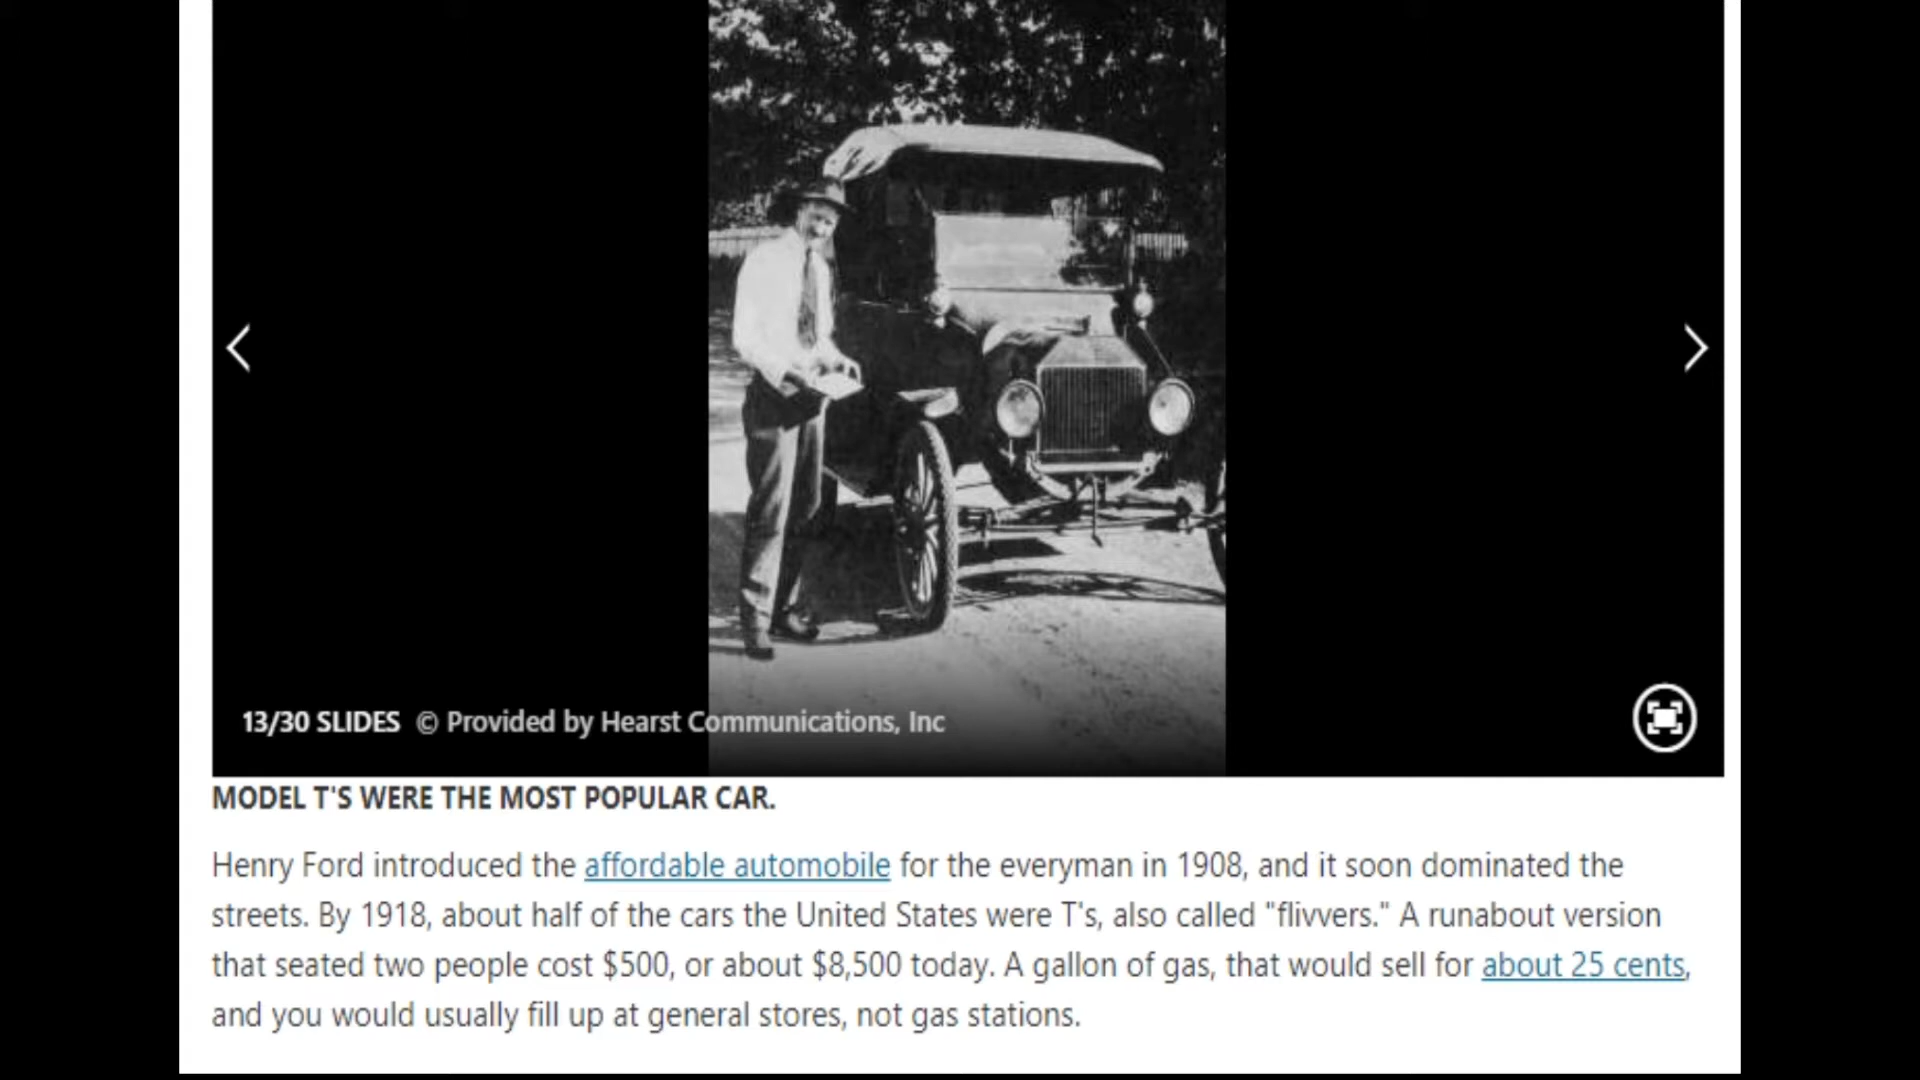 13/30 SLIDES © Provided by Hearst Communications, Inc
MODEL T'S WERE THE MOST POPULAR CAR.
Henry Ford introduced the affordable automobile for the everyman in 1908, and it soon dominated the
streets. By 1918, about half of the cars the United States were T's, also called "flivvers." A runabout version
that seated two people cost $500, or about $8,500 today. A gallon of gas, that would sell for about 25 cents,
and you would usually fill up at general stores, not gas stations.